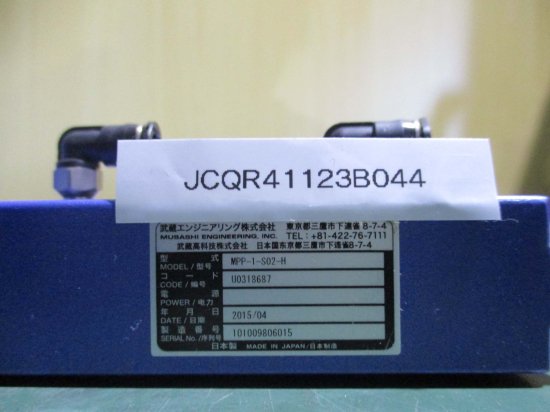 JCQR41123B044
武蔵エンジニアリング株式会社 東京都三鷹市下連雀 8-7-4
MUSASHI ENGINEERING, INC. TEL : +81-422-76-7111
武蔵高科技株式会社 日本国东京都三鹰市下连雀8-7-4
型 式
MODEL / 型号 MPP-1-S02-H
コ ー ド
CODE / 编号 U0318687
電 源
POWER / 电力
年 月 日
DATE / 日期 2015/04
製 造 番 号
SERIAL No. / 序列号 101009806015
日本製 MADE IN JAPAN / 日本制造